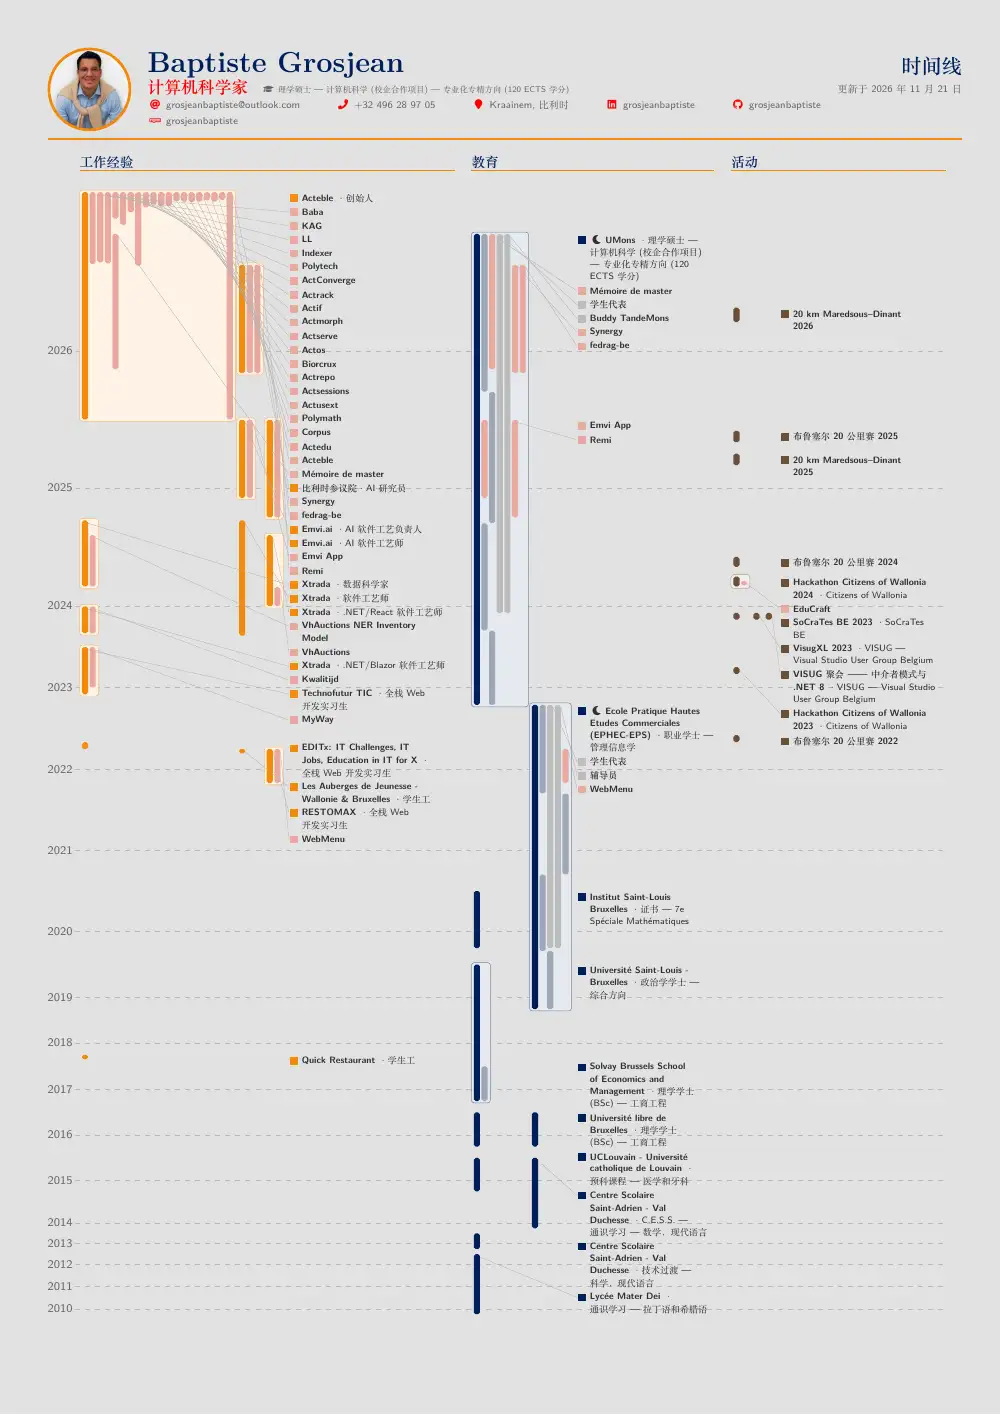 Baptiste Grosjean
时间线
计算机科学家
理学硕士 — 计算机科学 (校企合作项目) — 专业化专精方向 (120 ECTS 学分)
更新于 2026 年 11 月 21 日
grosjeanbaptiste@outlook.com
+32 496 28 97 05
Kraainem, 比利时
grosjeanbaptiste
grosjeanbaptiste
grosjeanbaptiste
工作经验
Acteble · 创始人
Baba
KAG
LL
Indexer
Polytech
ActConverge
Actrack
Actif
Actmorph
Actserve
Actos
Biorcrux
Actrepo
Actsessions
Actusext
Polymath
Corpus
Actedu
Acteble
Mémoire de master
比利时参议院 · AI 研究员
Synergy
fedrag-be
Emvi.ai · AI 软件工艺负责人
Emvi.ai · AI 软件工艺师
Emvi App
Remi
Xtrada · 数据科学家
Xtrada · 软件工艺师
Xtrada · .NET/React 软件工艺师
VhAuctions NER Inventory
Model
VhAuctions
Xtrada · .NET/Blazor 软件工艺师
Kwalitijd
Technofutur TIC · 全栈 Web
开发实习生
MyWay
EDITx: IT Challenges, IT
Jobs, Education in IT for X ·
全栈 Web 开发实习生
Les Auberges de Jeunesse -
Wallonie & Bruxelles · 学生工
RESTOMAX · 全栈 Web
开发实习生
WebMenu
Quick Restaurant · 学生工
教育
UMons · 理学硕士 —
计算机科学 (校企合作项目)
— 专业化专精方向 (120
ECTS 学分)
Mémoire de master
学生代表
Buddy TandeMons
Synergy
fedrag-be
Emvi App
Remi
Ecole Pratique Hautes
Etudes Commerciales
(EPHEC-EPS) · 职业学士 —
管理信息学
学生代表
辅导员
WebMenu
Institut Saint-Louis
Bruxelles · 证书 — 7e
Spéciale Mathématiques
Université Saint-Louis -
Bruxelles · 政治学学士 —
综合方向
Solvay Brussels School
of Economics and
Management · 理学学士
(BSc) — 工商工程
Université libre de
Bruxelles · 理学学士
(BSc) — 工商工程
UCLouvain - Université
catholique de Louvain ·
预科课程 — 医学和牙科
Centre Scolaire
Saint-Adrien - Val
Duchesse · C.E.S.S. —
通识学习 — 数学，现代语言
Centre Scolaire
Saint-Adrien - Val
Duchesse · 技术过渡 —
科学，现代语言
Lycée Mater Dei ·
通识学习 — 拉丁语和希腊语
活动
20 km Maredsous–Dinant
2026
布鲁塞尔 20 公里赛 2025
20 km Maredsous–Dinant
2025
布鲁塞尔 20 公里赛 2024
Hackathon Citizens of Wallonia
2024 · Citizens of Wallonia
EduCraft
SoCraTes BE 2023 · SoCraTes
BE
VisugXL 2023 · VISUG —
Visual Studio User Group Belgium
VISUG 聚会 —— 中介者模式与
.NET 8 · VISUG — Visual Studio
User Group Belgium
Hackathon Citizens of Wallonia
2023 · Citizens of Wallonia
布鲁塞尔 20 公里赛 2022
2026
2025
2024
2023
2022
2021
2020
2019
2018
2017
2016
2015
2014
2013
2012
2011
2010